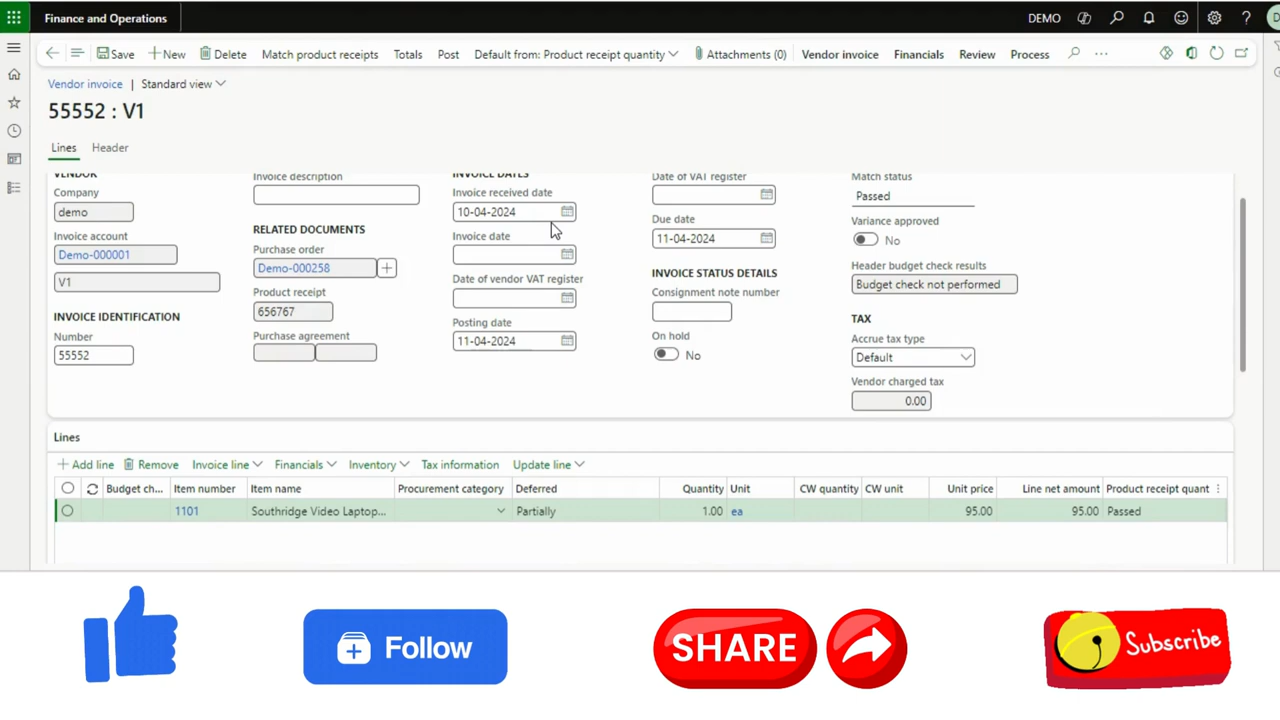 Finance and Operations
DEMO
Save
New
Delete
Match product receipts
Totals
Post
Default from: Product receipt quantity
Attachments (0)
Vendor invoice
Financials
Review
Process
Vendor invoice | Standard view
55552 : V1
Lines
Header
VENDOR
Company
demo
Invoice account
Demo-000001
V1
INVOICE IDENTIFICATION
Number
55552
Invoice description
RELATED DOCUMENTS
Purchase order
Demo-000258
Product receipt
656767
Purchase agreement
INVOICE DATES
Invoice received date
10-04-2024
Invoice date
Date of vendor VAT register
Posting date
11-04-2024
Date of VAT register
Due date
11-04-2024
INVOICE STATUS DETAILS
Consignment note number
On hold
No
Match status
Passed
Variance approved
No
Header budget check results
Budget check not performed
TAX
Accrue tax type
Default
Vendor charged tax
0.00
Lines
Add line
Remove
Invoice line
Financials
Inventory
Tax information
Update line
Budget ch... Item number Item name Procurement category Deferred Quantity Unit CW quantity CW unit Unit price Line net amount Product receipt quant
1101 Southridge Video Laptop... Partially 1.00 ea 95.00 95.00 Passed
Follow
SHARE
Subscribe